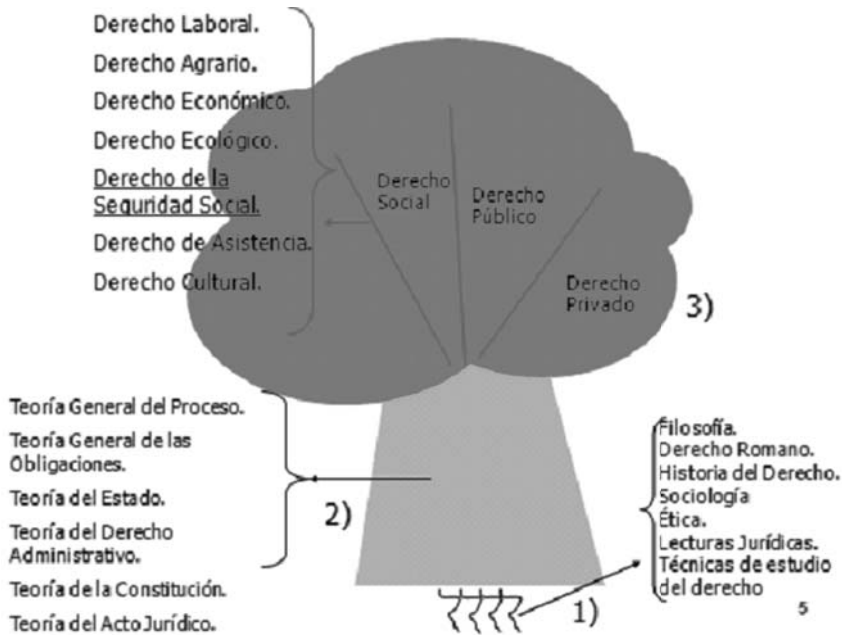 Derecho Laboral.
Derecho Agrario.
Derecho Económico.
Derecho Ecológico.
Derecho de la
Seguridad Social.
Derecho de Asistencia.
Derecho Cultural.
Derecho
Social
Derecho
Público
Derecho
Privado
3)
Teoría General del Proceso.
Teoría General de las
Obligaciones.
Teoría del Estado.
Teoría del Derecho
Administrativo.
Teoría de la Constitución.
Teoría del Acto Jurídico.
2)
Filosofía.
Derecho Romano.
Historia del Derecho.
Sociología
Ética.
Lecturas Jurídicas.
Técnicas de estudio
del derecho
1)
5